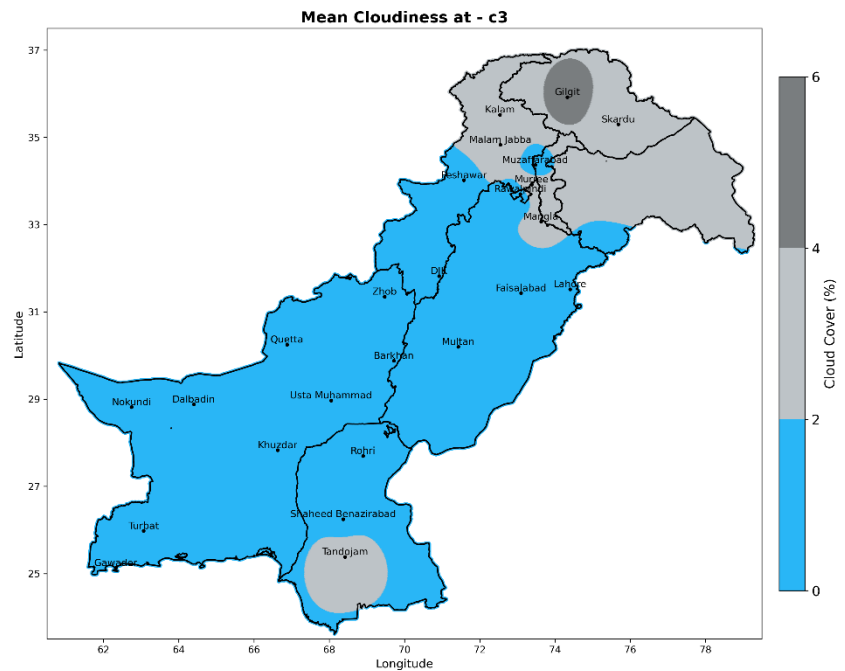 Mean Cloudiness at - c3
37
35
33
31
29
27
25
Latitude
62
64
66
68
70
72
74
76
78
Longitude
Gilgit
Kalam
Skardu
Malam Jabba
Muzaffarabad
Peshawar
Murree
Rawalpindi
Mangla
DIK
Zhob
Faisalabad
Lahore
Quetta
Multan
Barkhan
Nokundi
Dalbadin
Usta Muhammad
Khuzdar
Rohri
Shaheed Benazirabad
Turbat
Tandojam
Gawader
6
4
2
0
Cloud Cover (%)